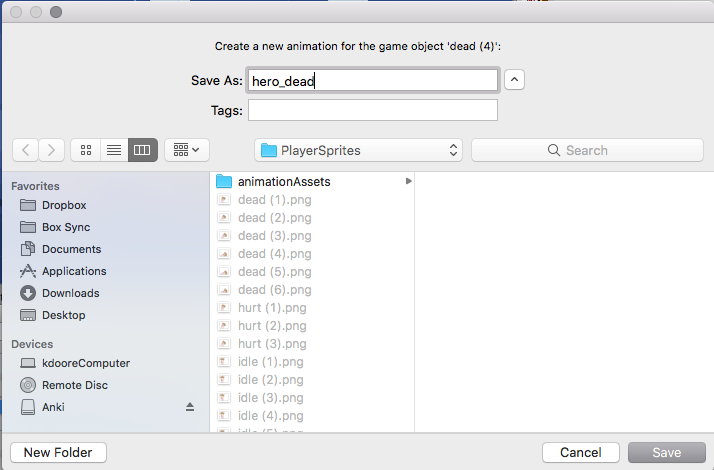 Create a new animation for the game object 'dead (4)':
Save As: hero_dead
Tags:
PlayerSprites
Search
Favorites
Dropbox
Box Sync
Documents
Applications
Downloads
Desktop
Devices
kdooreComputer
Remote Disc
Anki
animationAssets
dead (1).png
dead (2).png
dead (3).png
dead (4).png
dead (5).png
dead (6).png
hurt (1).png
hurt (2).png
hurt (3).png
idle (1).png
idle (2).png
idle (3).png
idle (4).png
idle (5).png
New Folder
Cancel
Save